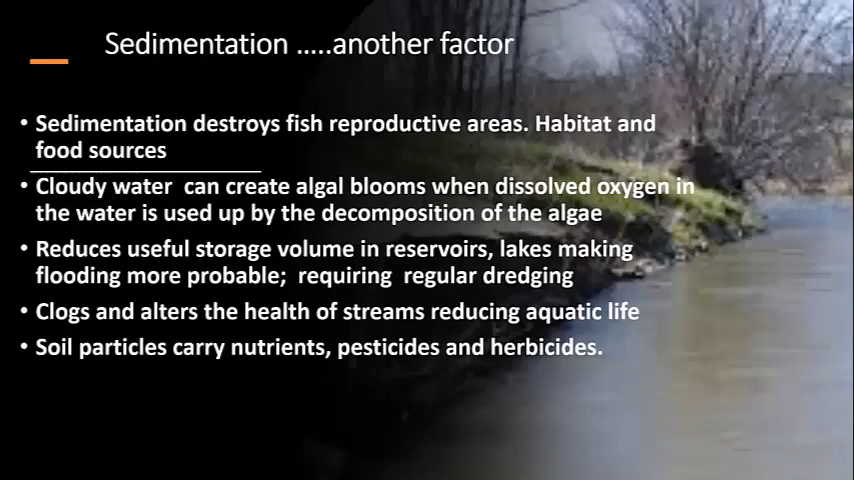 Sedimentation .....another factor
• Sedimentation destroys fish reproductive areas. Habitat and
food sources
• Cloudy water  can create algal blooms when dissolved oxygen in
the water is used up by the decomposition of the algae
• Reduces useful storage volume in reservoirs, lakes making
flooding more probable;  requiring  regular dredging
• Clogs and alters the health of streams reducing aquatic life
• Soil particles carry nutrients, pesticides and herbicides.